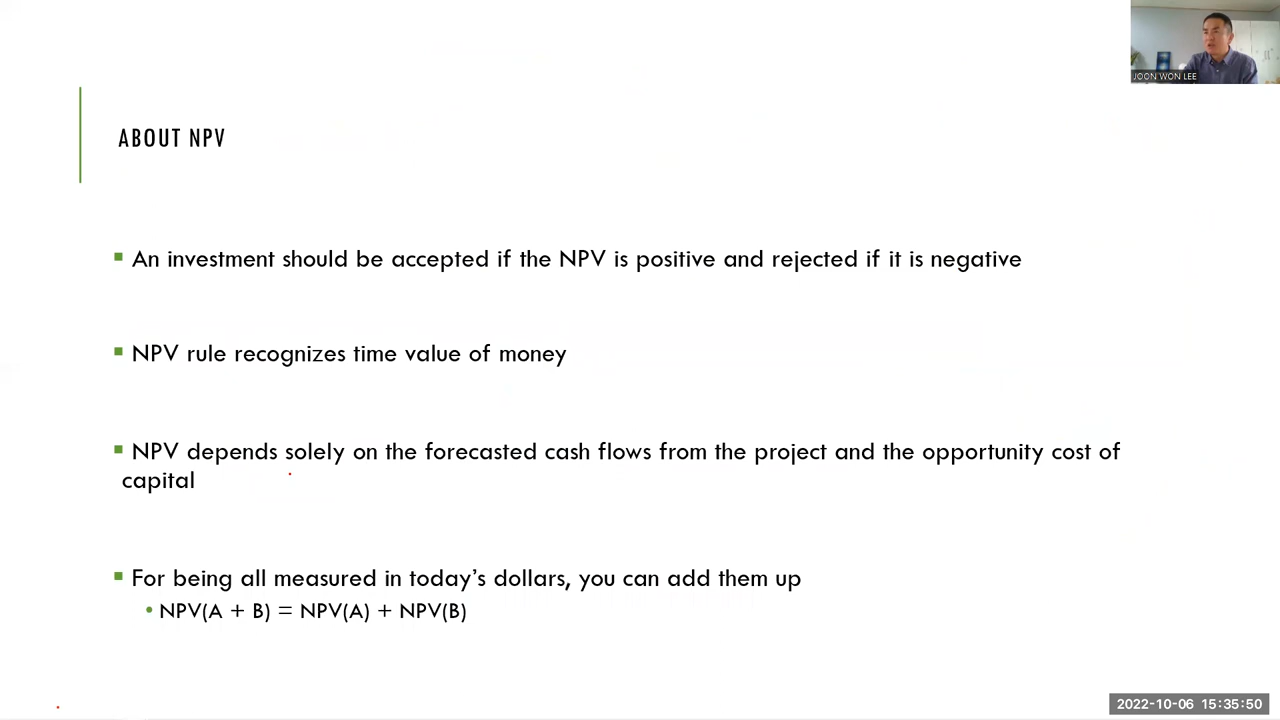 JOON WON LEE
ABOUT NPV
▪ An investment should be accepted if the NPV is positive and rejected if it is negative
▪ NPV rule recognizes time value of money
▪ NPV depends solely on the forecasted cash flows from the project and the opportunity cost of
capital
▪ For being all measured in today’s dollars, you can add them up
• NPV(A + B) = NPV(A) + NPV(B)
2022-10-06 15:35:50